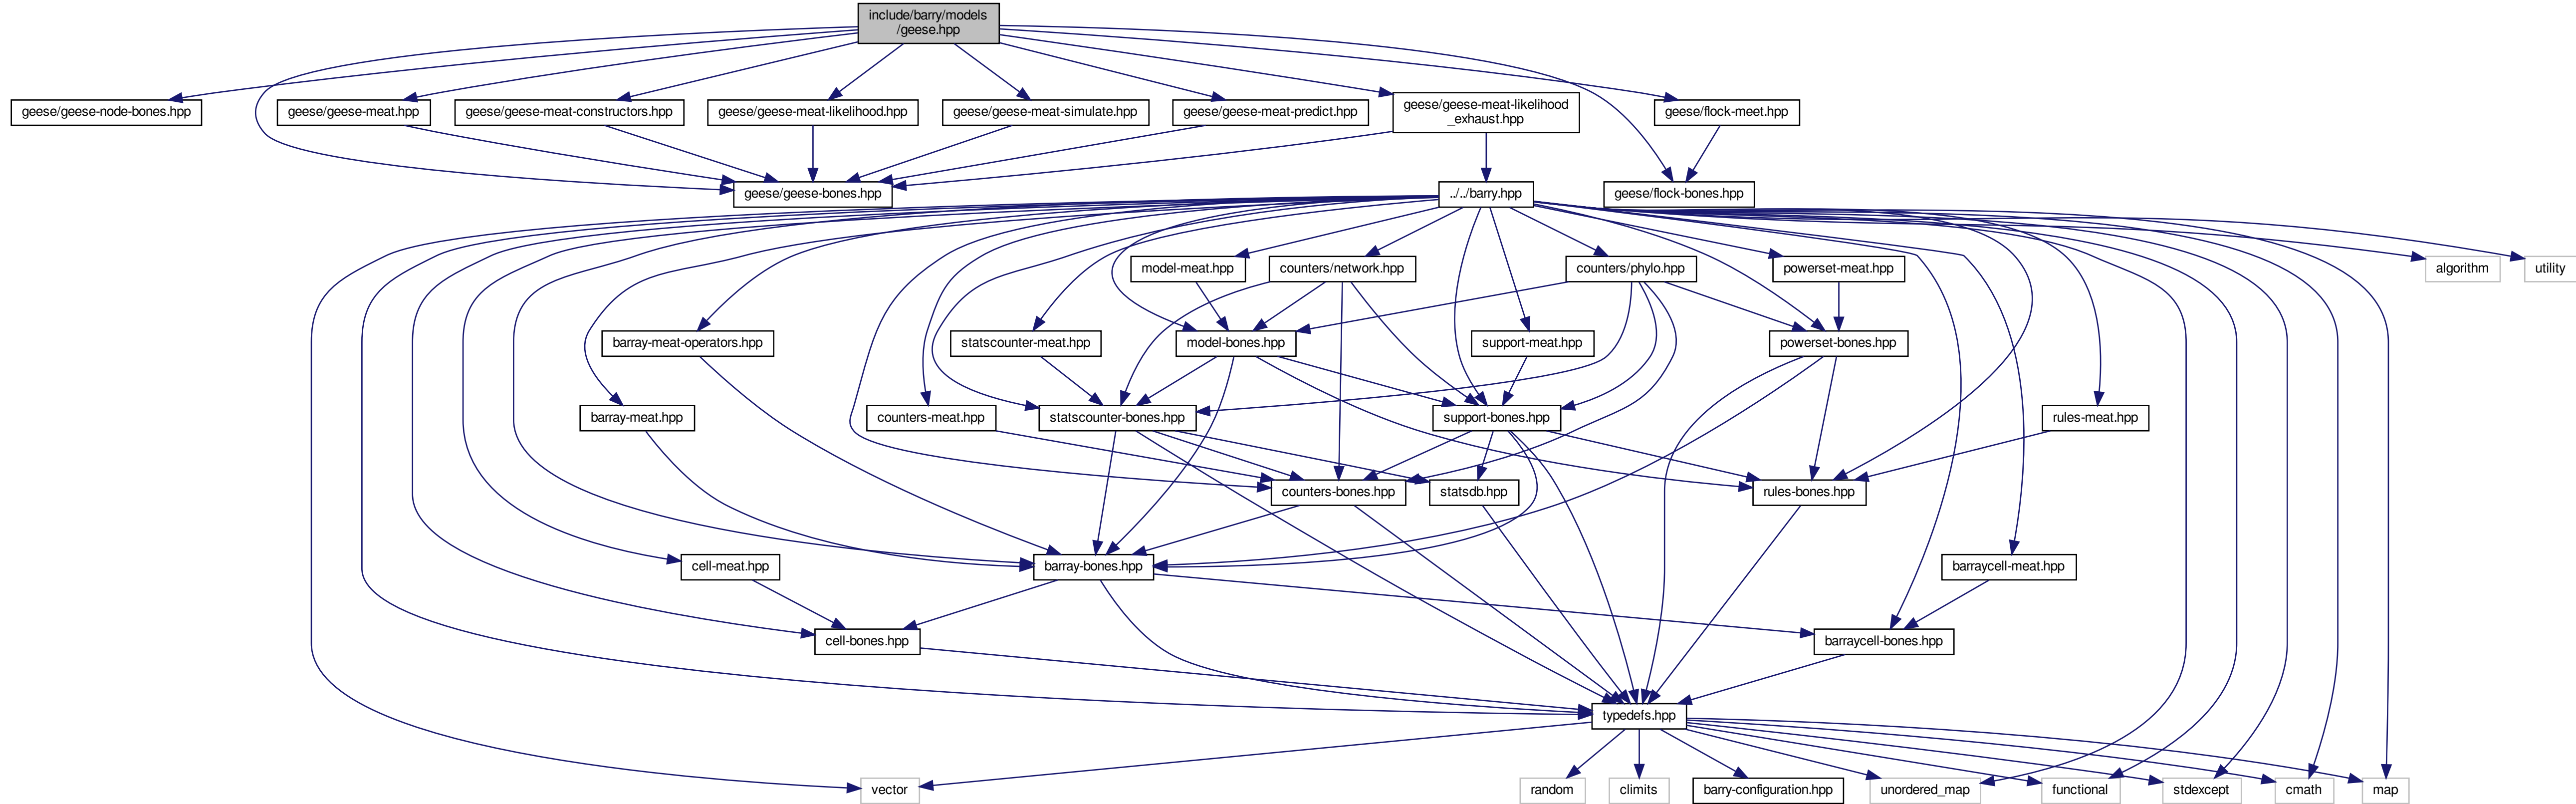 include/barry/models
/geese.hpp
geese/geese-node-bones.hpp
geese/geese-meat.hpp
geese/geese-meat-constructors.hpp
geese/geese-meat-likelihood.hpp
geese/geese-meat-simulate.hpp
geese/geese-meat-predict.hpp
geese/geese-meat-likelihood
_exhaust.hpp
geese/flock-meet.hpp
geese/geese-bones.hpp
../../barry.hpp
geese/flock-bones.hpp
model-meat.hpp
counters/network.hpp
counters/phylo.hpp
powerset-meat.hpp
algorithm
utility
barray-meat-operators.hpp
statscounter-meat.hpp
model-bones.hpp
support-meat.hpp
powerset-bones.hpp
barray-meat.hpp
counters-meat.hpp
statscounter-bones.hpp
support-bones.hpp
rules-meat.hpp
counters-bones.hpp
statsdb.hpp
rules-bones.hpp
cell-meat.hpp
barray-bones.hpp
barraycell-meat.hpp
cell-bones.hpp
barraycell-bones.hpp
typedefs.hpp
vector
random
climits
barry-configuration.hpp
unordered_map
functional
stdexcept
cmath
map